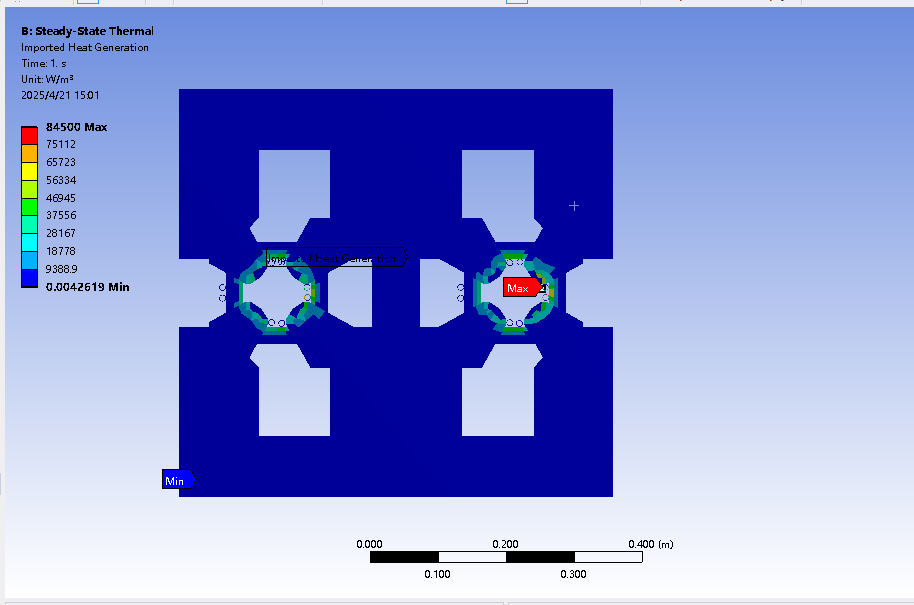 B: Steady-State Thermal
Imported Heat Generation
Time: 1. s
Unit: W/m³
2025/4/21 15:01
84500 Max
75112
65723
56334
46945
37556
28167
18778
9388.9
0.0042619 Min
Imported Heat Generation
Max
Min
0.000
0.200
0.400 (m)
0.100
0.300